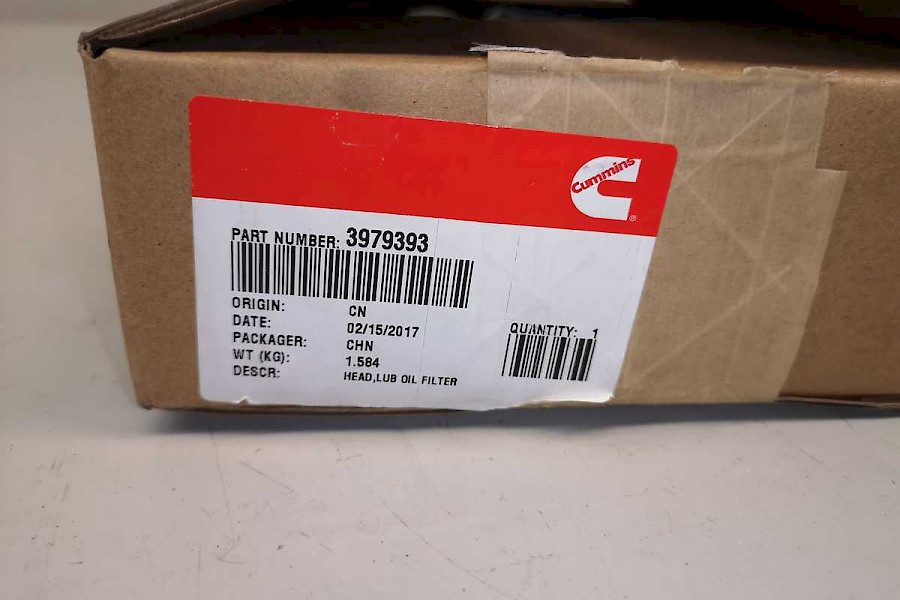 Cummins
®
PART NUMBER: 3979393
ORIGIN: CN
DATE: 02/15/2017
PACKAGER: CHN
WT (KG): 1.584
DESCR: HEAD,LUB OIL FILTER
QUANTITY: 1